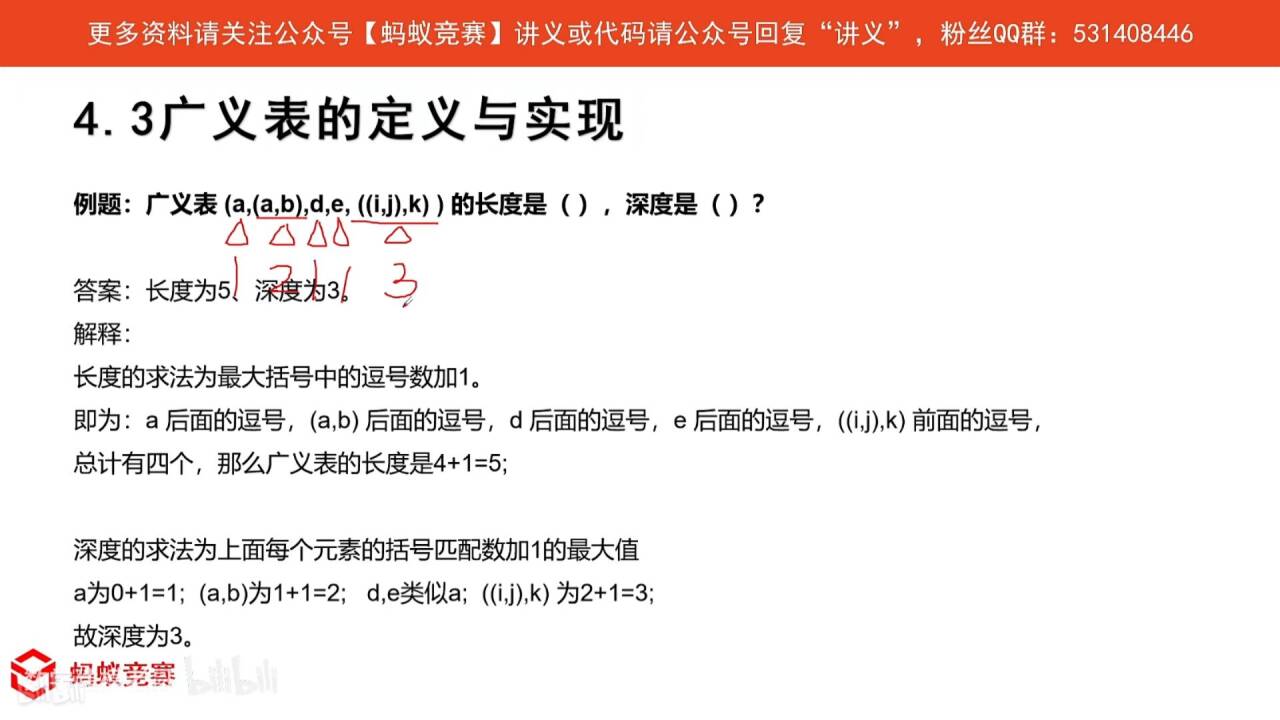 更多资料请关注公众号【蚂蚁竞赛】讲义或代码请公众号回复“讲义”，粉丝QQ群：531408446
4.3广义表的定义与实现
例题：广义表 (a,(a,b),d,e, ((i,j),k) ) 的长度是（ ），深度是（ ）？
1 2 1 1 3
答案：长度为5、深度为3。
解释：
长度的求法为最大括号中的逗号数加1。
即为：a 后面的逗号，(a,b) 后面的逗号，d 后面的逗号，e 后面的逗号，((i,j),k) 前面的逗号，
总计有四个，那么广义表的长度是4+1=5;
深度的求法为上面每个元素的括号匹配数加1的最大值
a为0+1=1;  (a,b)为1+1=2;   d,e类似a;  ((i,j),k) 为2+1=3;
故深度为3。
蚂蚁竞赛
bilibili